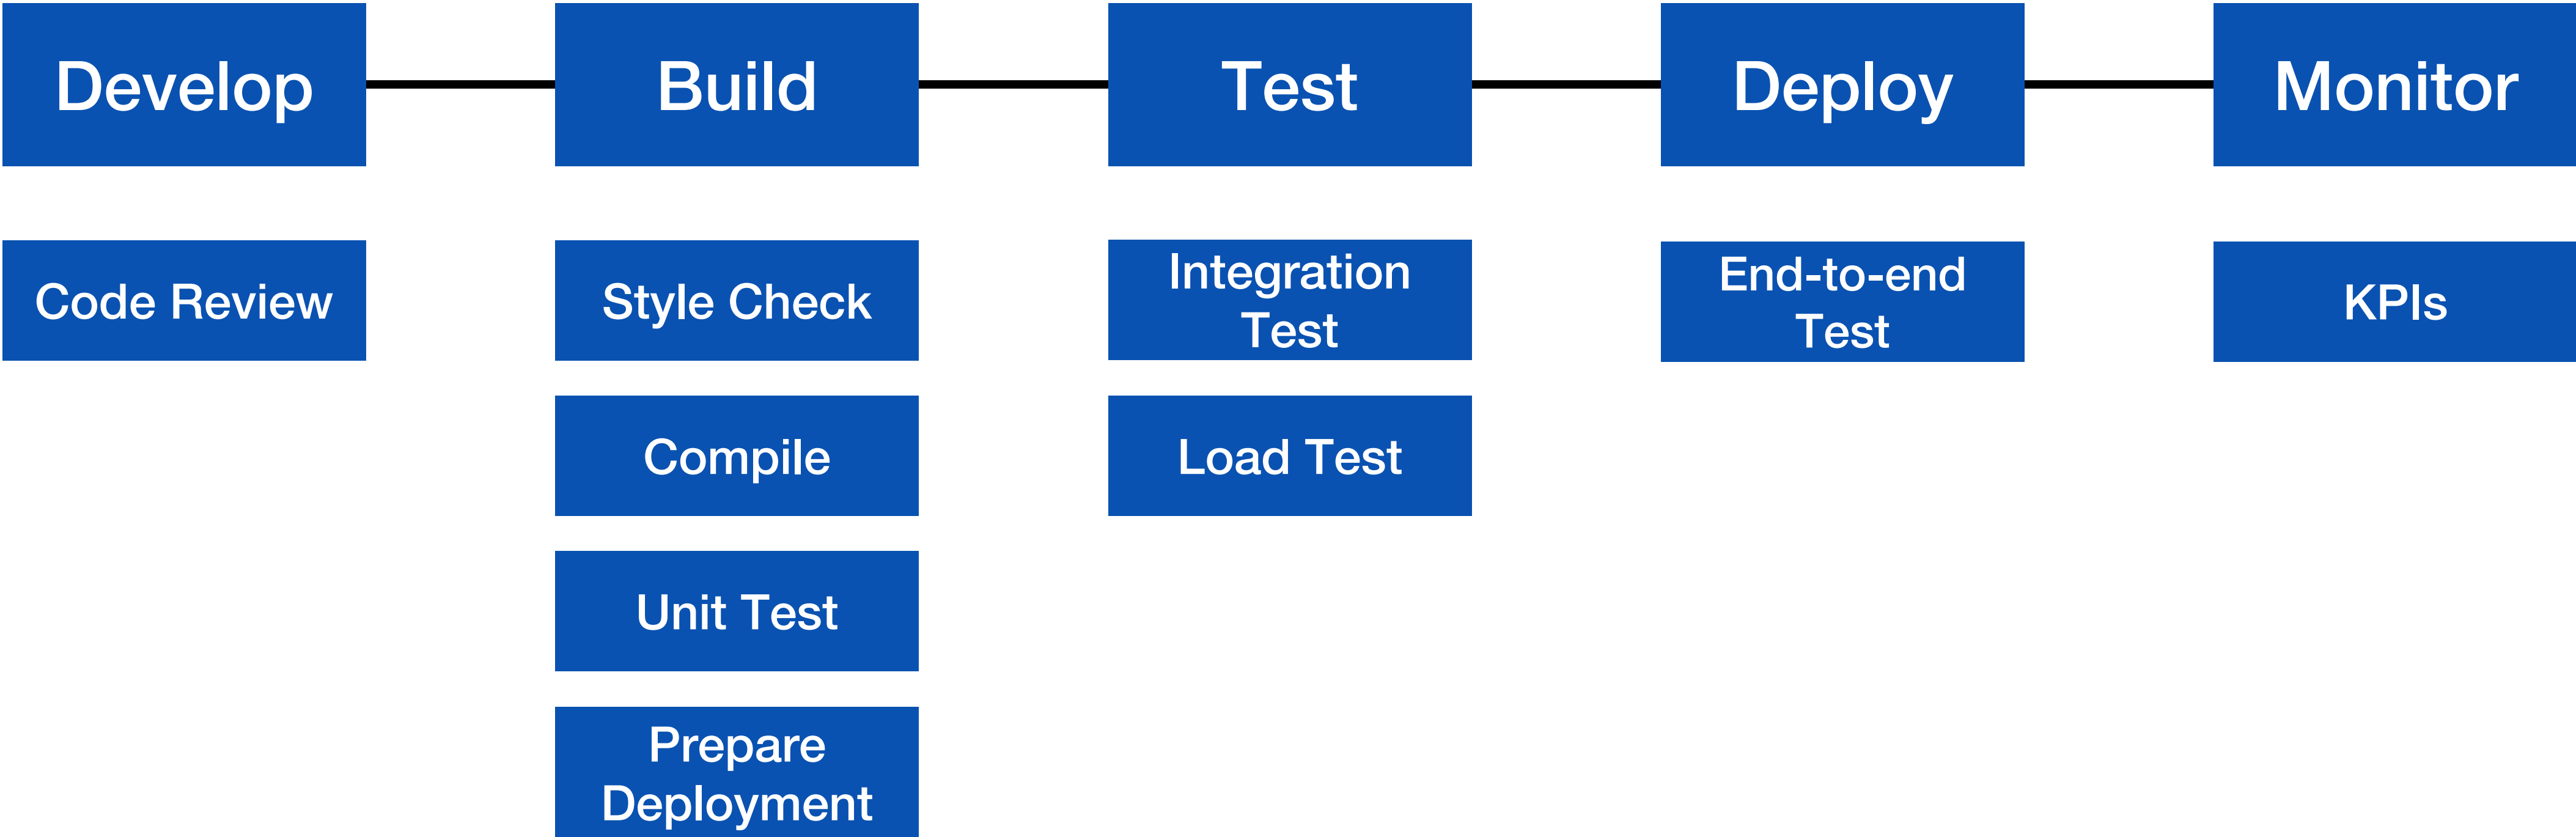 Develop
Build
Test
Deploy
Monitor
Code Review
Style Check
Compile
Unit Test
Prepare
Deployment
Integration
Test
Load Test
End-to-end
Test
KPIs